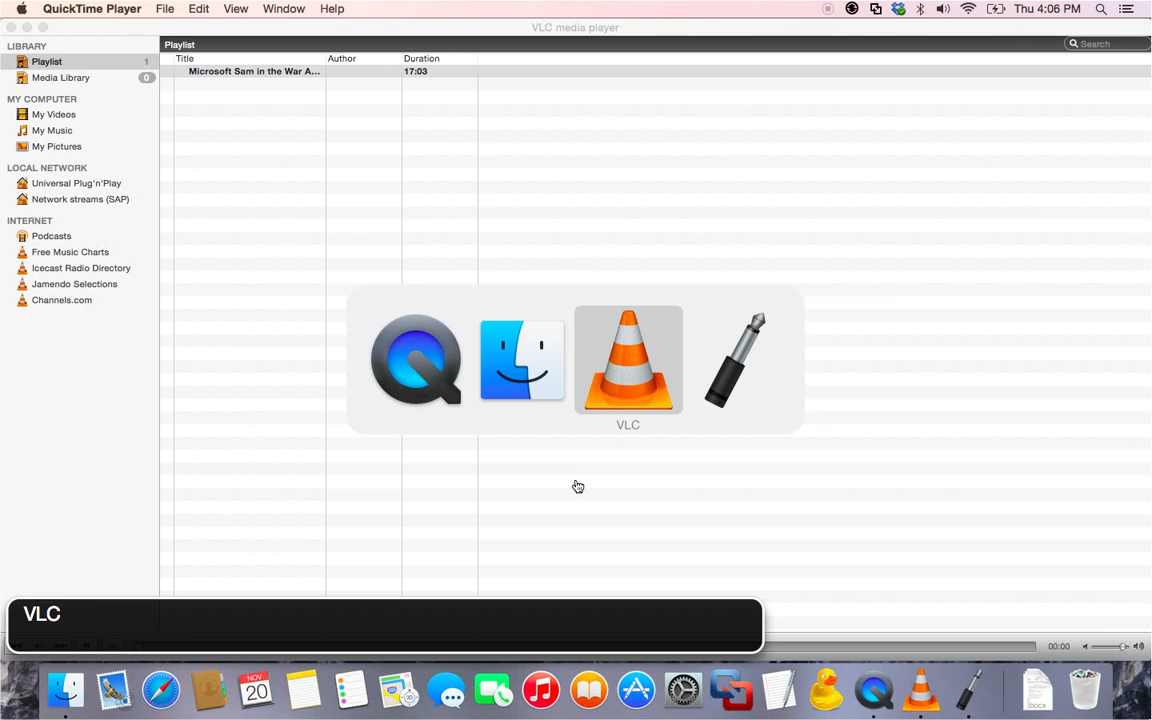 QuickTime Player File Edit View Window Help Thu 4:06 PM
VLC media player
LIBRARY
Playlist 1
Media Library 0
MY COMPUTER
My Videos
My Music
My Pictures
LOCAL NETWORK
Universal Plug'n'Play
Network streams (SAP)
INTERNET
Podcasts
Free Music Charts
Icecast Radio Directory
Jamendo Selections
Channels.com
Playlist Search
Title Author Duration
Microsoft Sam in the War A... 17:03
VLC
VLC
00:00
NOV
20
DOCX